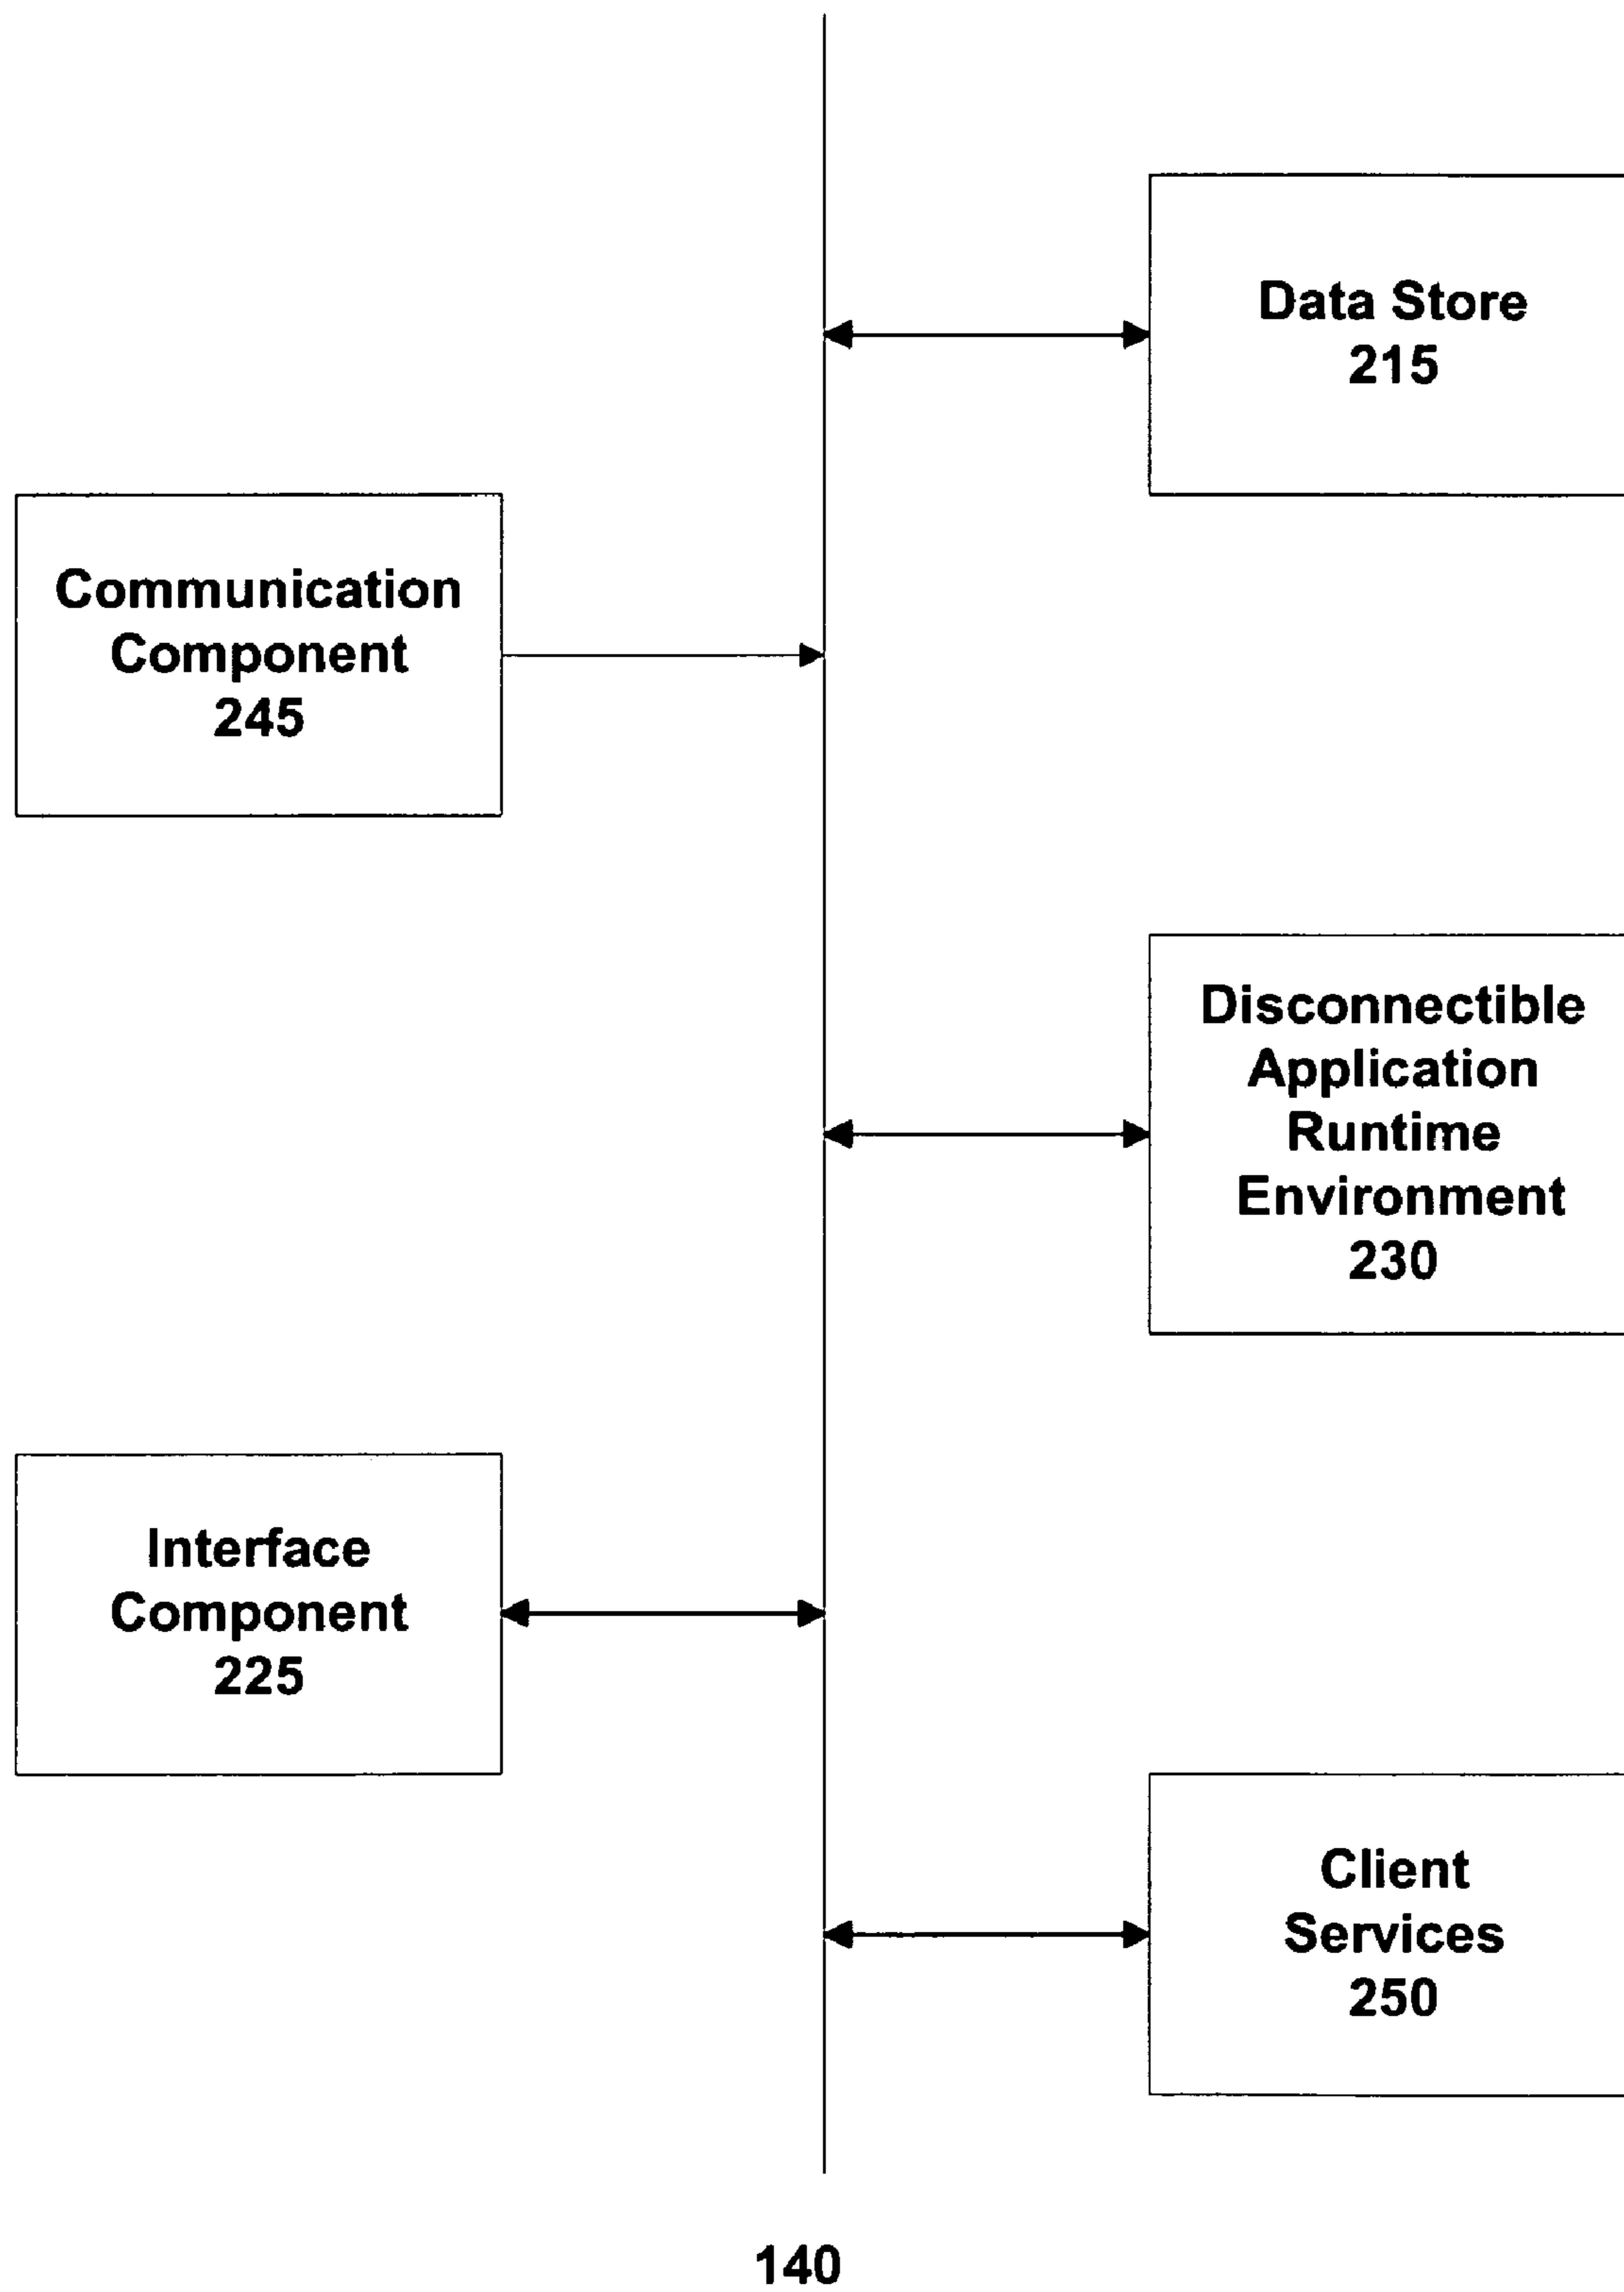 Data Store
215
Communication
Component
245
Disconnectible
Application
Runtime
Environment
230
Interface
Component
225
Client
Services
250
140